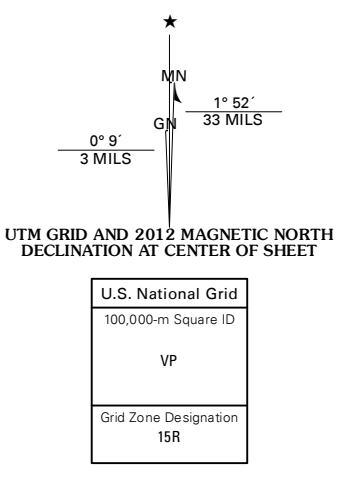 ★
MN
1° 52´
33 MILS
GN
0° 9´
3 MILS
UTM GRID AND 2012 MAGNETIC NORTH
DECLINATION AT CENTER OF SHEET
U.S. National Grid
100,000-m Square ID
VP
Grid Zone Designation
15R